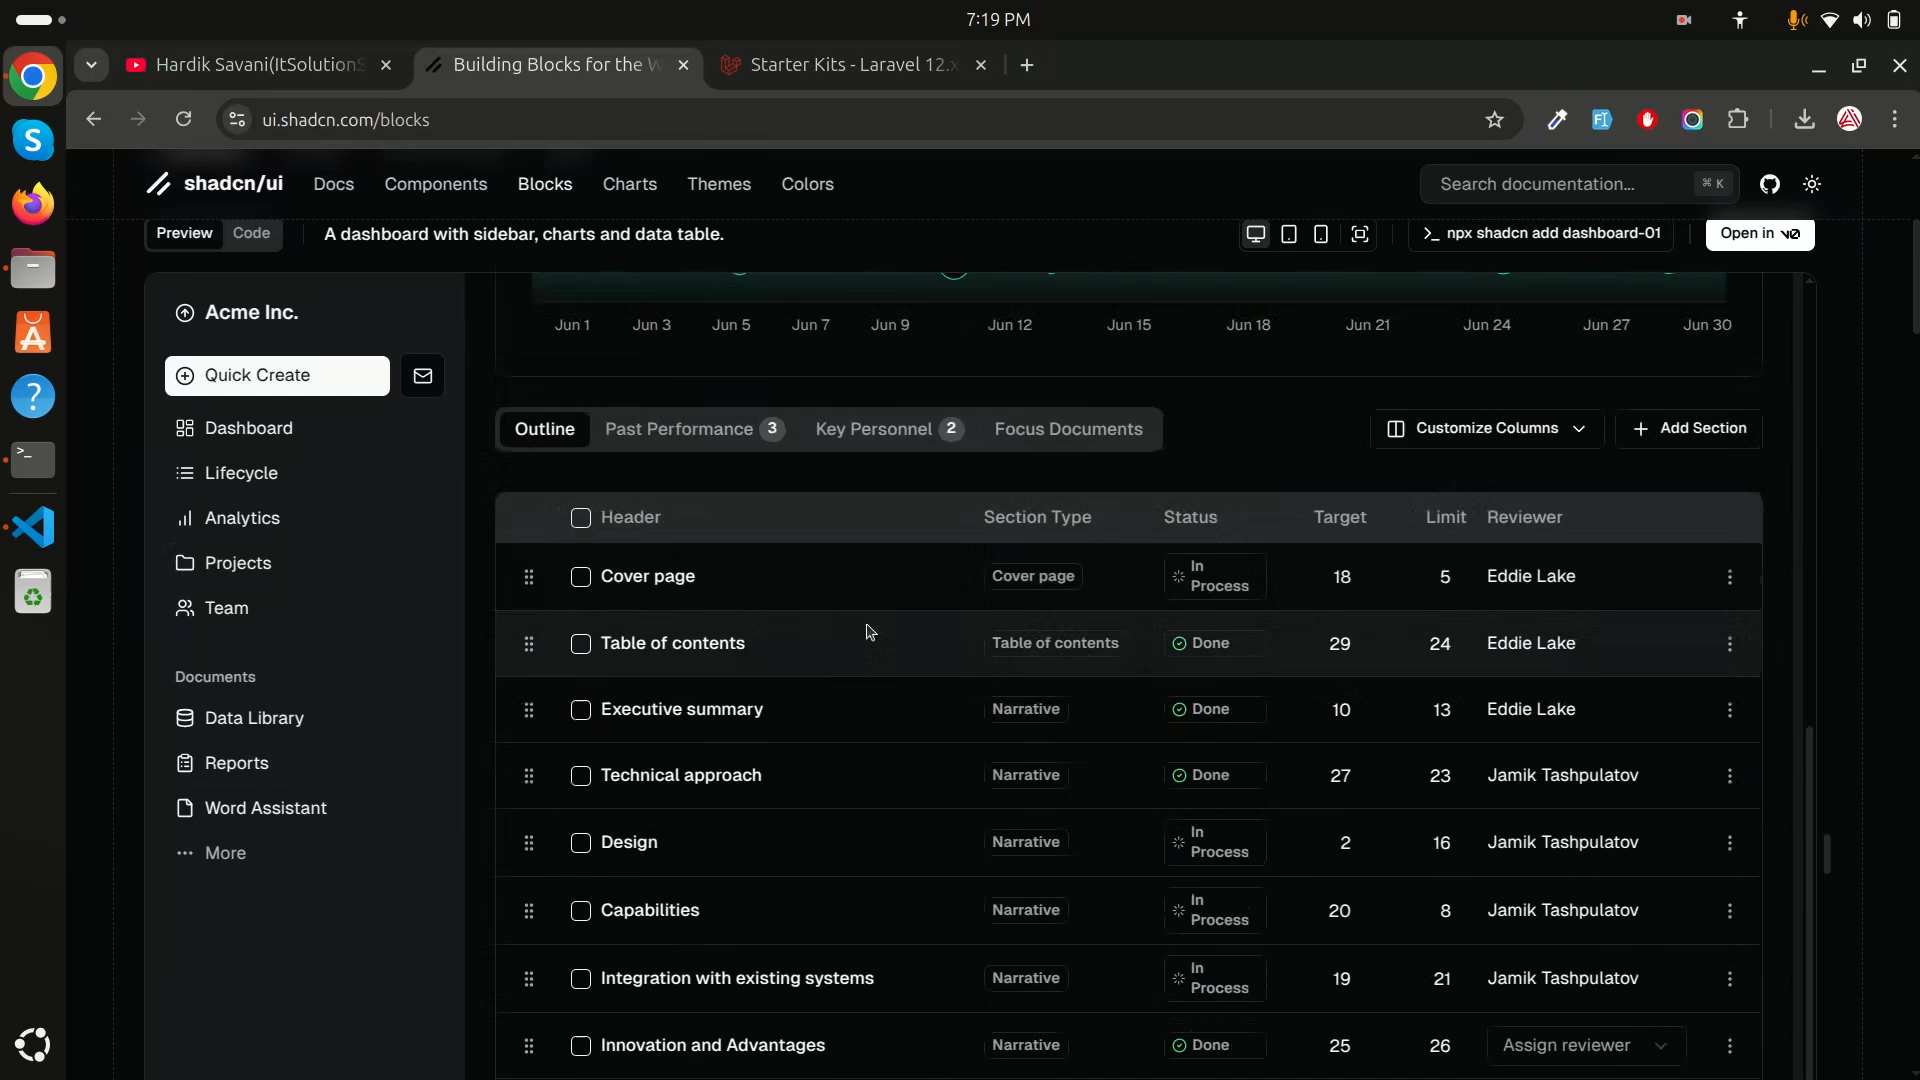 7:19 PM
Hardik Savani(ItSolutionS
Building Blocks for the W
Starter Kits - Laravel 12.x
ui.shadcn.com/blocks
shadcn/ui Docs Components Blocks Charts Themes Colors
Search documentation... ⌘ K
Preview Code A dashboard with sidebar, charts and data table.
>_ npx shadcn add dashboard-01
Open in v0
Acme Inc.
Quick Create
Dashboard
Lifecycle
Analytics
Projects
Team
Documents
Data Library
Reports
Word Assistant
More
Jun 1 Jun 3 Jun 5 Jun 7 Jun 9 Jun 12 Jun 15 Jun 18 Jun 21 Jun 24 Jun 27 Jun 30
Outline Past Performance 3 Key Personnel 2 Focus Documents
Customize Columns
Add Section
Header Section Type Status Target Limit Reviewer
Cover page Cover page In Process 18 5 Eddie Lake
Table of contents Table of contents Done 29 24 Eddie Lake
Executive summary Narrative Done 10 13 Eddie Lake
Technical approach Narrative Done 27 23 Jamik Tashpulatov
Design Narrative In Process 2 16 Jamik Tashpulatov
Capabilities Narrative In Process 20 8 Jamik Tashpulatov
Integration with existing systems Narrative In Process 19 21 Jamik Tashpulatov
Innovation and Advantages Narrative Done 25 26 Assign reviewer